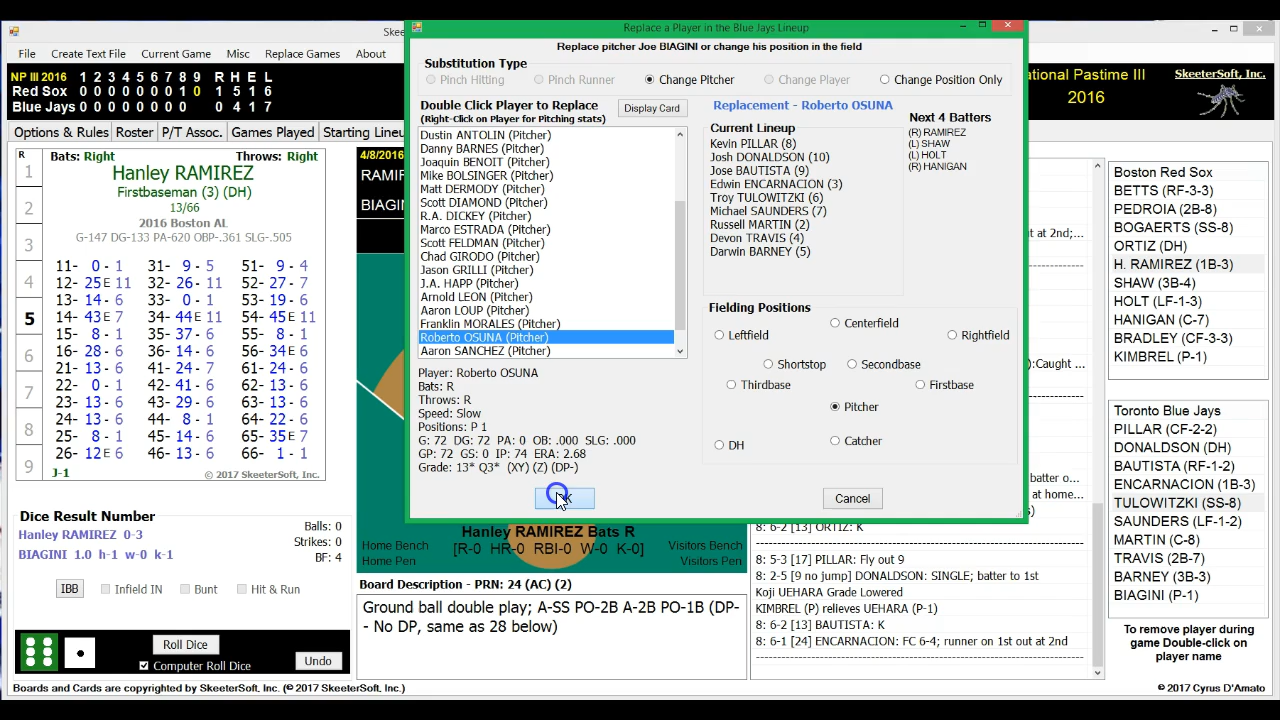 Skee
File Create Text File Current Game Misc Replace Games About
NP III 2016 1 2 3 4 5 6 7 8 9 R H E L
Red Sox 0 0 0 0 0 0 0 1 0 1 5 1 6
Blue Jays 0 0 0 0 0 0 0 0 0 4 1 7
Options & Rules Roster P/T Assoc. Games Played Starting Lineu
R Bats: Right Throws: Right
Hanley RAMIREZ
Firstbaseman (3) (DH)
13/66
2016 Boston AL
G-147 DG-133 PA-620 OBP-.361 SLG-.505
1 2 3 4 5 6 7 8 9
11- 0 - 1 31- 9 - 5 51- 9 - 4
12- 25 E 11 32- 26 - 11 52- 27 - 7
13- 14 - 6 33- 0 - 1 53- 19 - 6
14- 43 E 7 34- 44 E 11 54- 45 E 11
15- 8 - 1 35- 37 - 6 55- 8 - 1
16- 28 - 6 36- 14 - 6 56- 34 E 6
21- 41 - 7 41- 24 - 6 61- 24 - 6
22- 0 - 1 42- 41 - 6 62- 13 - 6
23- 13 - 6 43- 29 - 6 63- 14 - 6
24- 13 - 6 44- 8 - 1 64- 22 - 6
25- 8 - 1 45- 14 - 6 65- 35 E 7
26- 12 E 6 46- 13 - 6 66- 1 - 1
J-1 © 2017 SkeeterSoft, Inc.
Dice Result Number
Hanley RAMIREZ 0-3
BIAGINI 1.0 h-1 w-0 k-1
Balls: 0
Strikes: 0
BF: 4
IBB Infield IN Bunt Hit & Run
Roll Dice
Computer Roll Dice
Undo
Boards and Cards are copyrighted by SkeeterSoft, Inc. (© 2017 SkeeterSoft, Inc.)
4/8/2016
RAMIF
BIAGIN
Replace a Player in the Blue Jays Lineup
Replace pitcher Joe BIAGINI or change his position in the field
Substitution Type
Pinch Hitting Pinch Runner Change Pitcher Change Player Change Position Only
Double Click Player to Replace
(Right-Click on Player for Pitching stats)
Display Card
Dustin ANTOLIN (Pitcher)
Danny BARNES (Pitcher)
Joaquin BENOIT (Pitcher)
Mike BOLSINGER (Pitcher)
Matt DERMODY (Pitcher)
Scott DIAMOND (Pitcher)
R.A. DICKEY (Pitcher)
Marco ESTRADA (Pitcher)
Scott FELDMAN (Pitcher)
Chad GIRODO (Pitcher)
Jason GRILLI (Pitcher)
J.A. HAPP (Pitcher)
Arnold LEON (Pitcher)
Aaron LOUP (Pitcher)
Franklin MORALES (Pitcher)
Roberto OSUNA (Pitcher)
Aaron SANCHEZ (Pitcher)
Player: Roberto OSUNA
Bats: R
Throws: R
Speed: Slow
Positions: P 1
G: 72 DG: 72 PA: 0 OB: .000 SLG: .000
GP: 72 GS: 0 IP: 74 ERA: 2.68
Grade: 13* Q3* (XY) (Z) (DP-)
Replacement - Roberto OSUNA
Current Lineup
Kevin PILLAR (8)
Josh DONALDSON (10)
Jose BAUTISTA (9)
Edwin ENCARNACION (3)
Troy TULOWITZKI (6)
Michael SAUNDERS (7)
Russell MARTIN (2)
Devon TRAVIS (4)
Darwin BARNEY (5)
Next 4 Batters
(R) RAMIREZ
(L) SHAW
(L) HOLT
(R) HANIGAN
Fielding Positions
Centerfield
Leftfield Rightfield
Shortstop Secondbase
Thirdbase Firstbase
Pitcher
Catcher
DH
Cancel
Hanley RAMIREZ Bats R
[R-0 HR-0 RBI-0 W-0 K-0]
Home Bench
Home Pen
Visitors Bench
Visitors Pen
Board Description - PRN: 24 (AC) (2)
Ground ball double play; A-SS PO-2B A-2B PO-1B (DP-
- No DP, same as 28 below)
ut at 2nd;...
):Caught ...
batter o...
at home...
8: 6-2 [13] ORTIZ: K
8: 5-3 [17] PILLAR: Fly out 9
8: 2-5 [9 no jump] DONALDSON: SINGLE; batter to 1st
Koji UEHARA Grade Lowered
KIMBREL (P) relieves UEHARA (P-1)
8: 6-2 [13] BAUTISTA: K
8: 6-1 [24] ENCARNACION: FC 6-4; runner on 1st out at 2nd
ational Pastime III
2016
SkeeterSoft, Inc.
Boston Red Sox
BETTS (RF-3-3)
PEDROIA (2B-8)
BOGAERTS (SS-8)
ORTIZ (DH)
H. RAMIREZ (1B-3)
SHAW (3B-4)
HOLT (LF-1-3)
HANIGAN (C-7)
BRADLEY (CF-3-3)
KIMBREL (P-1)
Toronto Blue Jays
PILLAR (CF-2-2)
DONALDSON (DH)
BAUTISTA (RF-1-2)
ENCARNACION (1B-3)
TULOWITZKI (SS-8)
SAUNDERS (LF-1-2)
MARTIN (C-8)
TRAVIS (2B-7)
BARNEY (3B-3)
BIAGINI (P-1)
To remove player during
game Double-click on
player name
© 2017 Cyrus D'Amato